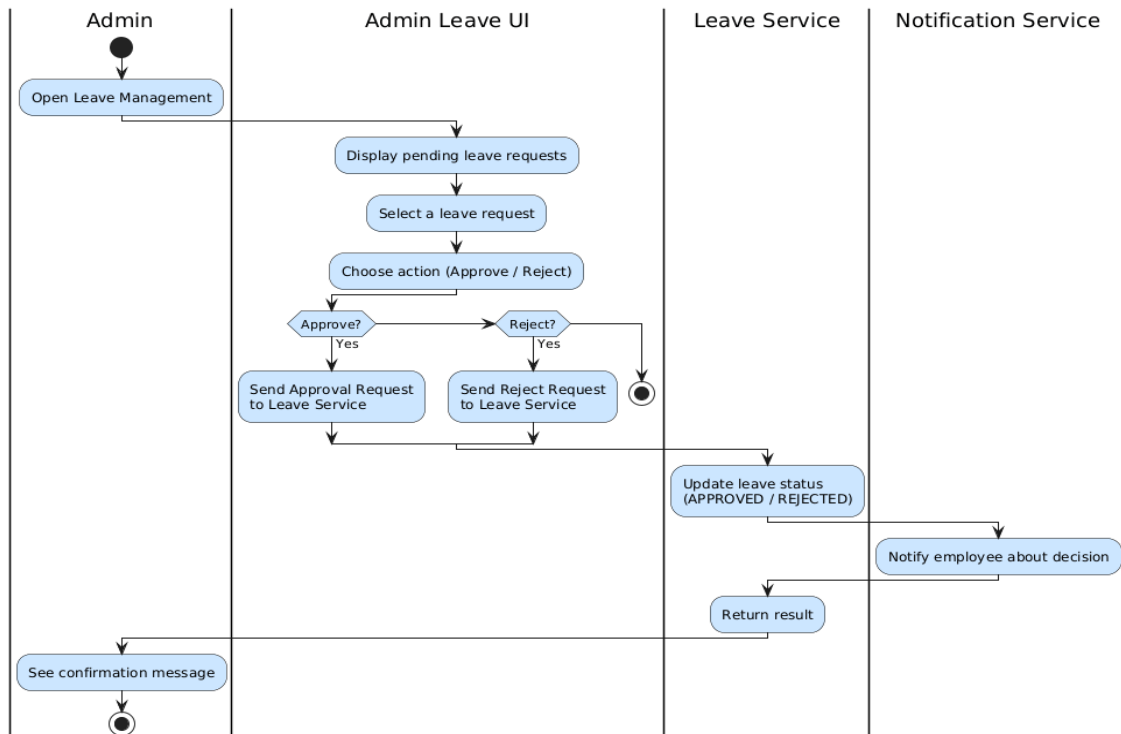 Admin
Admin Leave UI
Leave Service
Notification Service
Open Leave Management
Display pending leave requests
Select a leave request
Choose action (Approve / Reject)
Approve?
Reject?
Yes
Yes
Send Approval Request
to Leave Service
Send Reject Request
to Leave Service
Update leave status
(APPROVED / REJECTED)
Notify employee about decision
Return result
See confirmation message